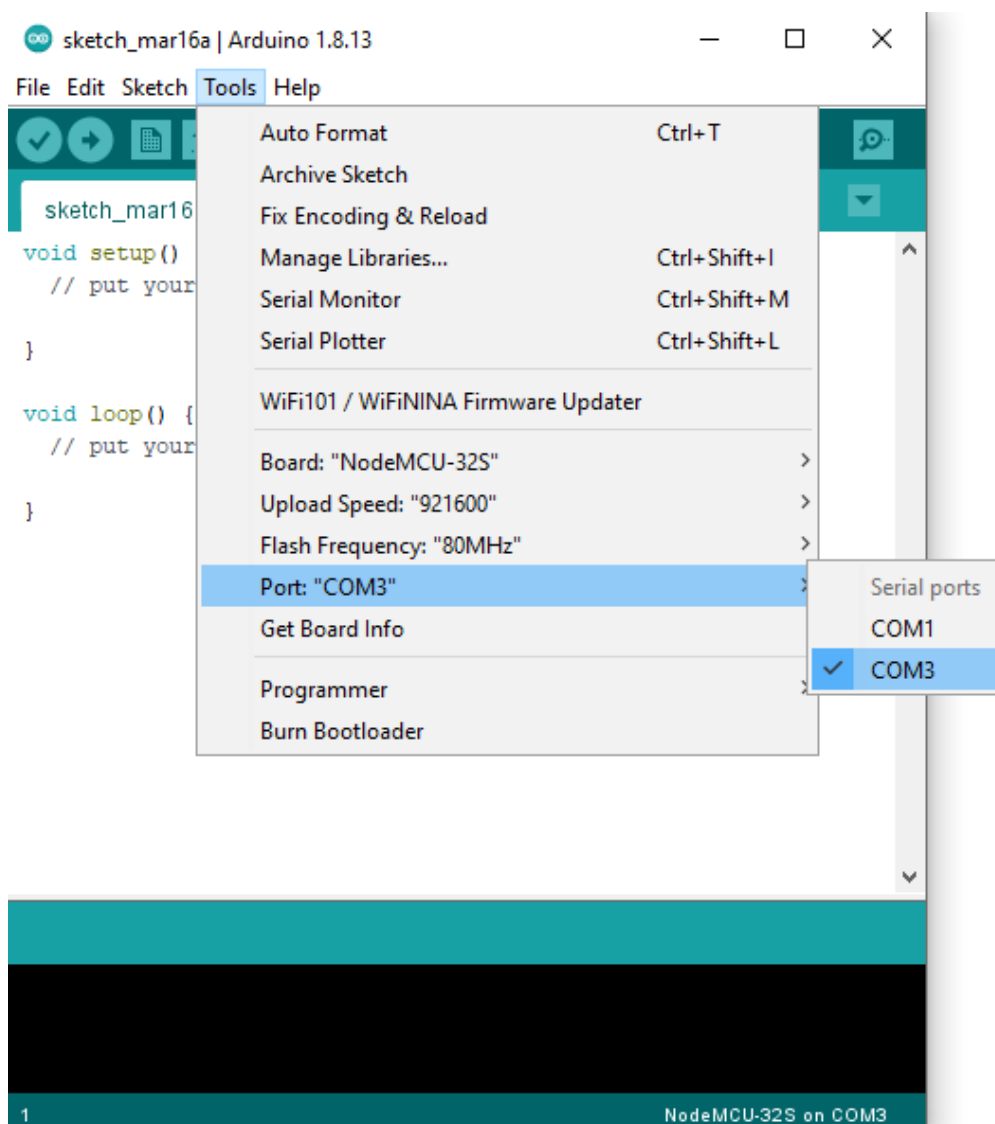 sketch_mar16a | Arduino 1.8.13
File Edit Sketch Tools Help
sketch_mar16
void setup()
// put your
}
void loop() {
// put your
}
Auto Format Ctrl+T
Archive Sketch
Fix Encoding & Reload
Manage Libraries... Ctrl+Shift+I
Serial Monitor Ctrl+Shift+M
Serial Plotter Ctrl+Shift+L
WiFi101 / WiFiNINA Firmware Updater
Board: "NodeMCU-32S"
Upload Speed: "921600"
Flash Frequency: "80MHz"
Port: "COM3"
Get Board Info
Programmer
Burn Bootloader
Serial ports
COM1
COM3
1 NodeMCU-32S on COM3